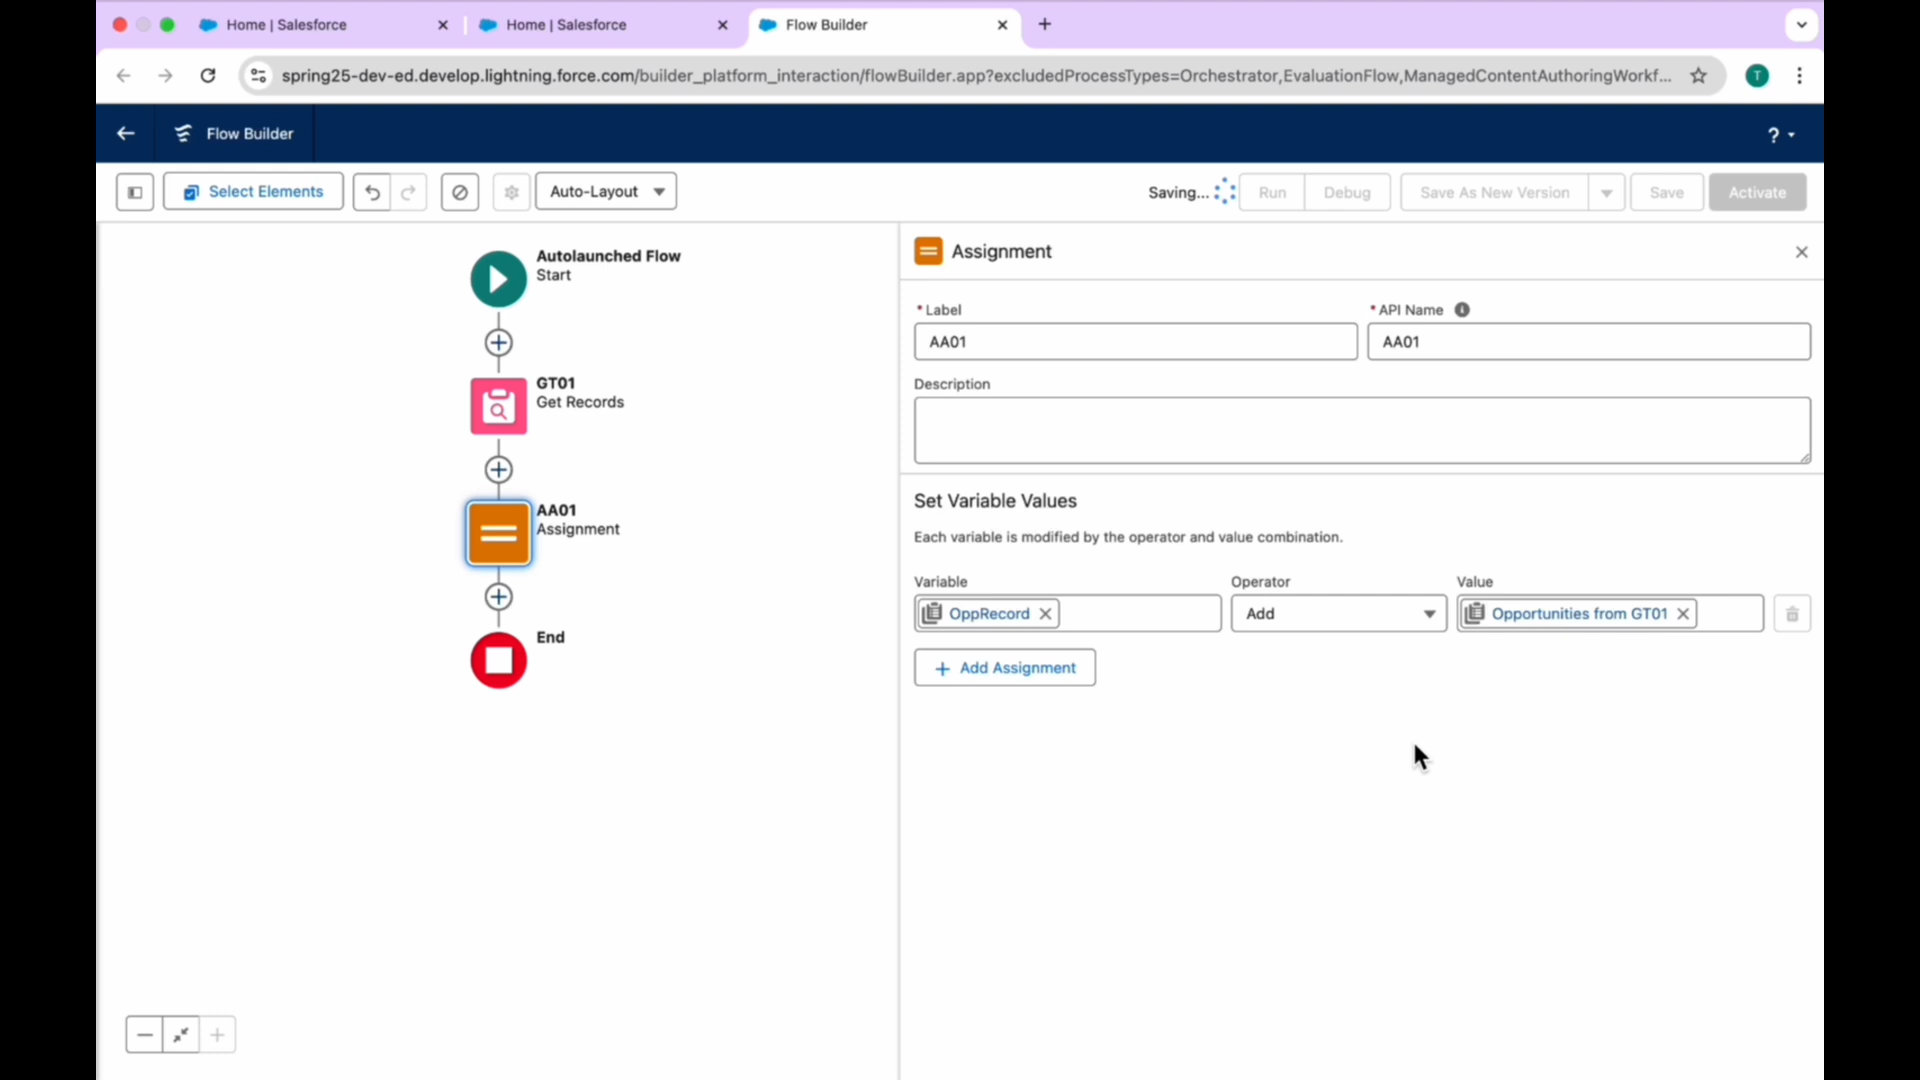 Home | Salesforce
Home | Salesforce
Flow Builder
spring25-dev-ed.develop.lightning.force.com/builder_platform_interaction/flowBuilder.app?excludedProcessTypes=Orchestrator,EvaluationFlow,ManagedContentAuthoringWorkf...
T
Flow Builder
?
Select Elements
Auto-Layout
Saving...
Run
Debug
Save As New Version
Save
Activate
Autolaunched Flow
Start
GT01
Get Records
AA01
Assignment
End
Assignment
* Label
* API Name
AA01
AA01
Description
Set Variable Values
Each variable is modified by the operator and value combination.
Variable
Operator
Value
OppRecord
Add
Opportunities from GT01
+ Add Assignment